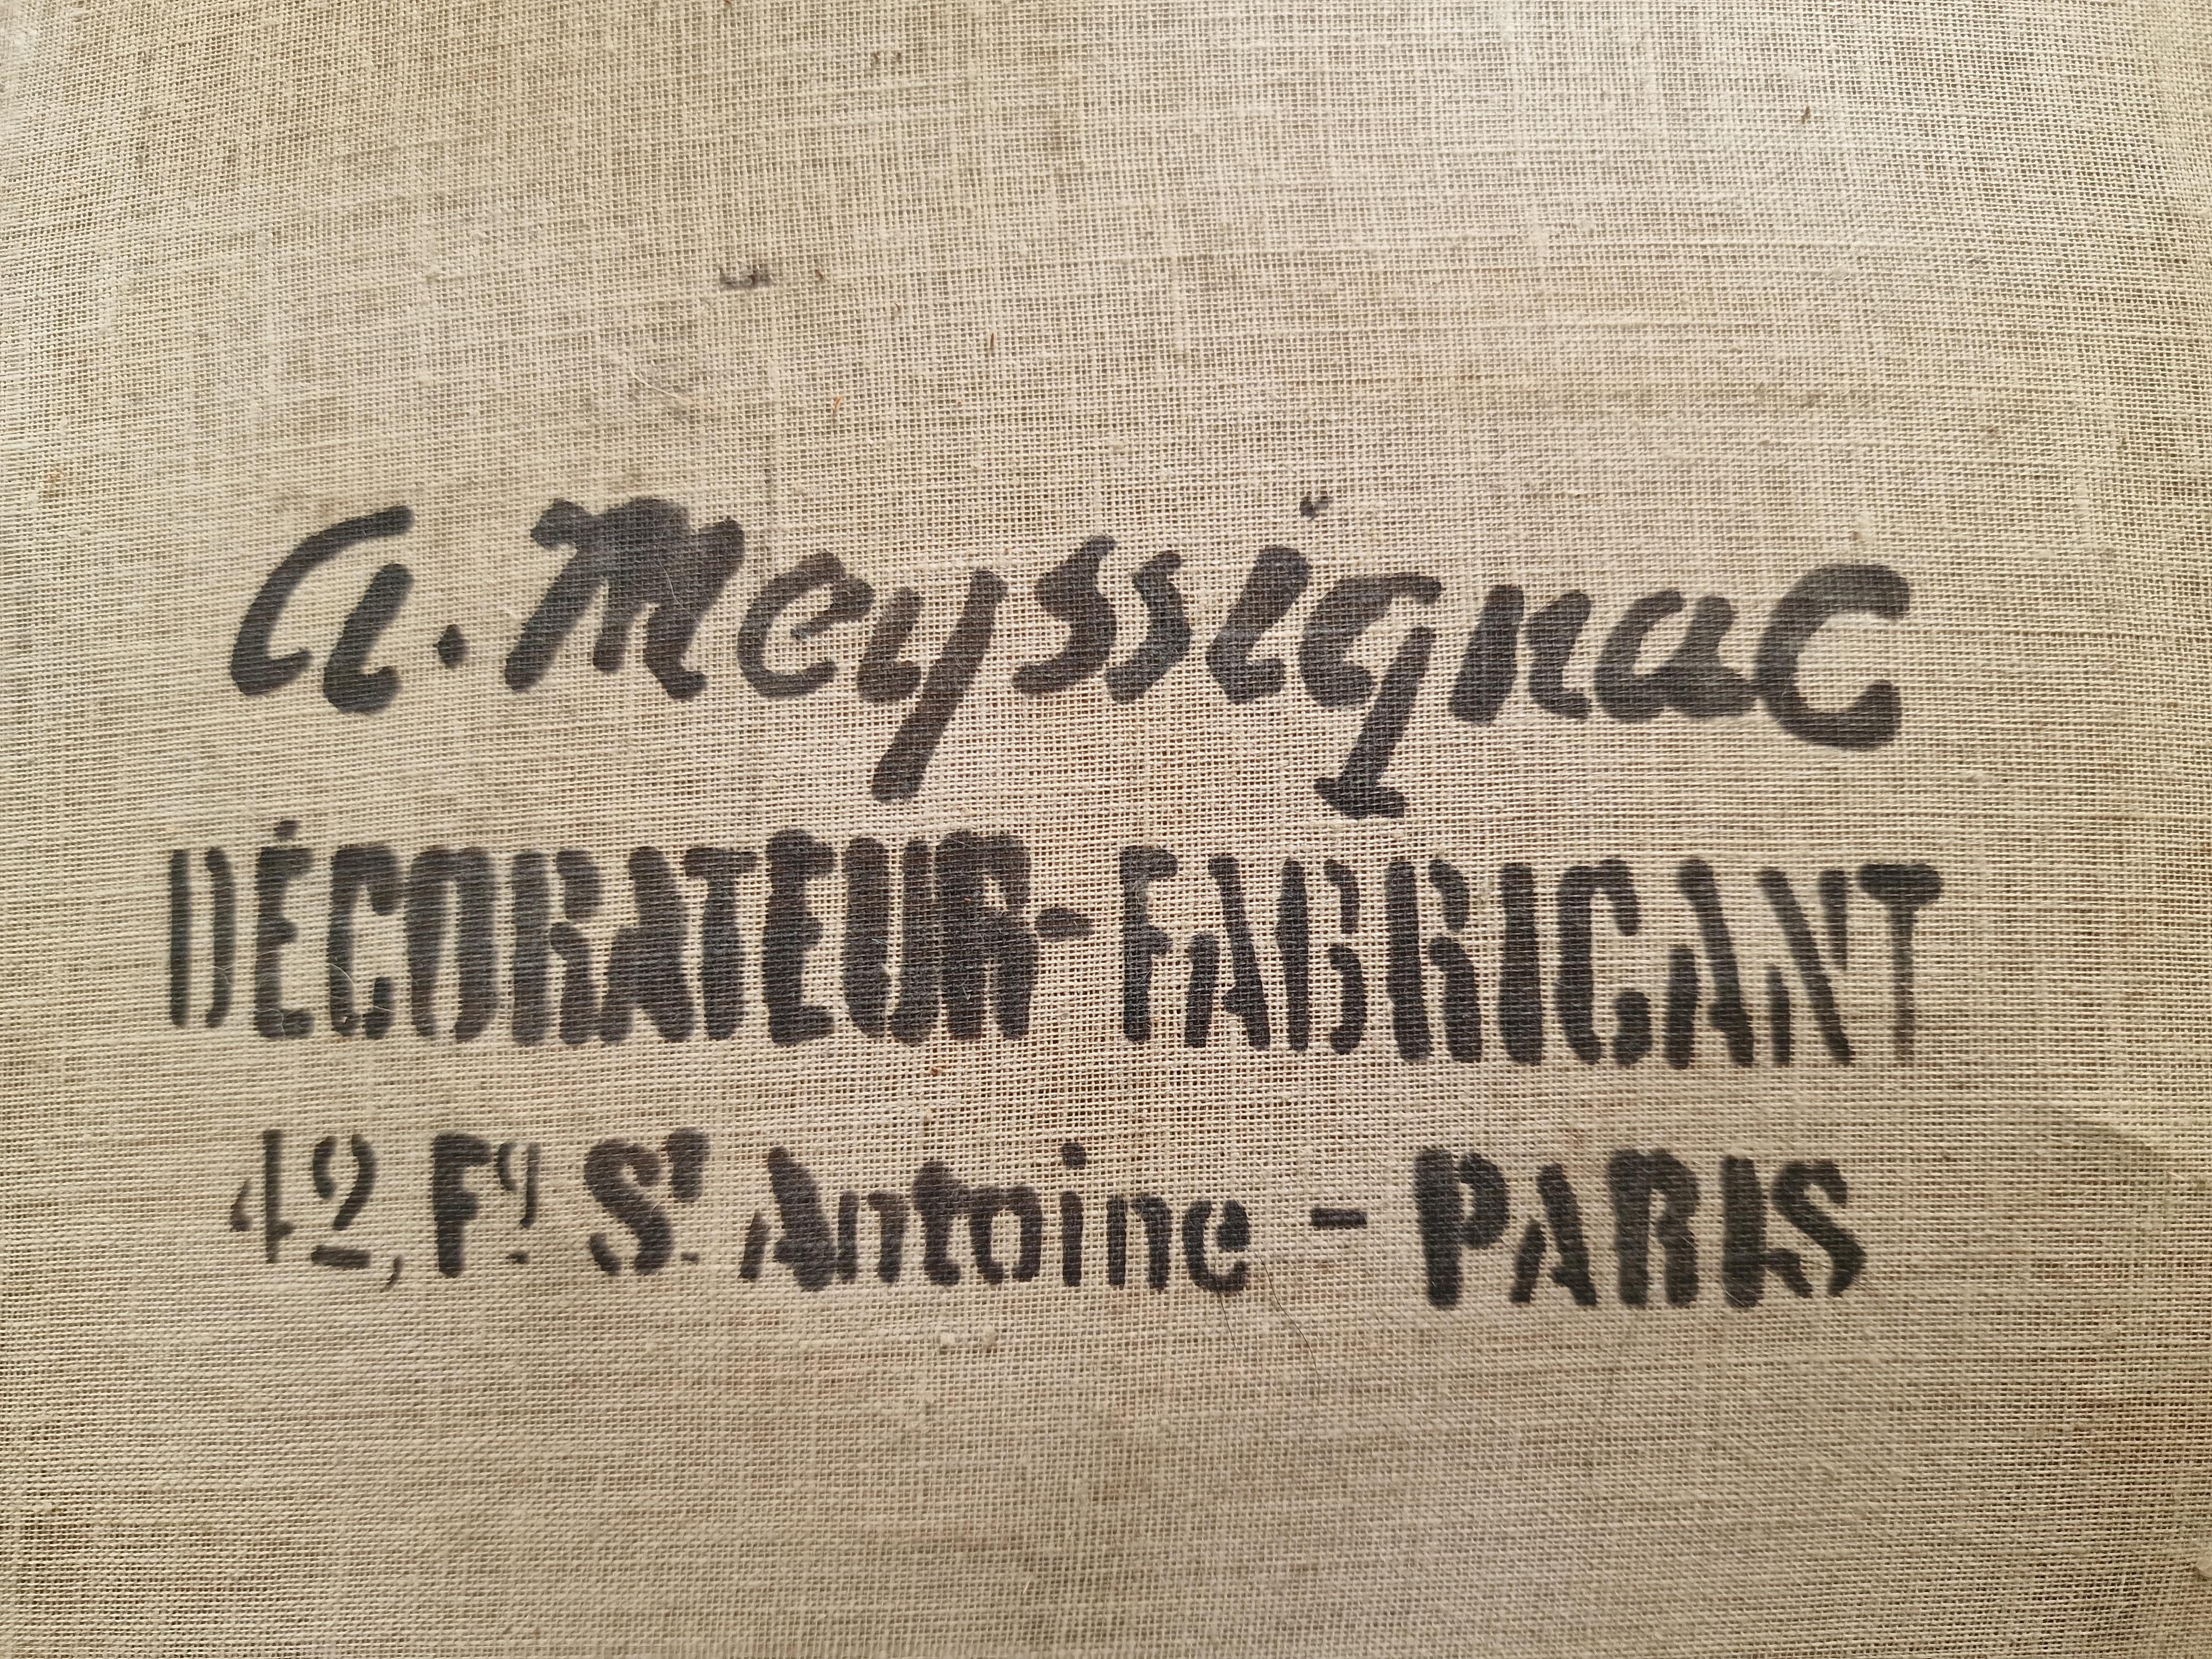 a. Meyssignac
DÉCORATEUR-FABRICANT
42, Fg. St. Antoine - PARIS